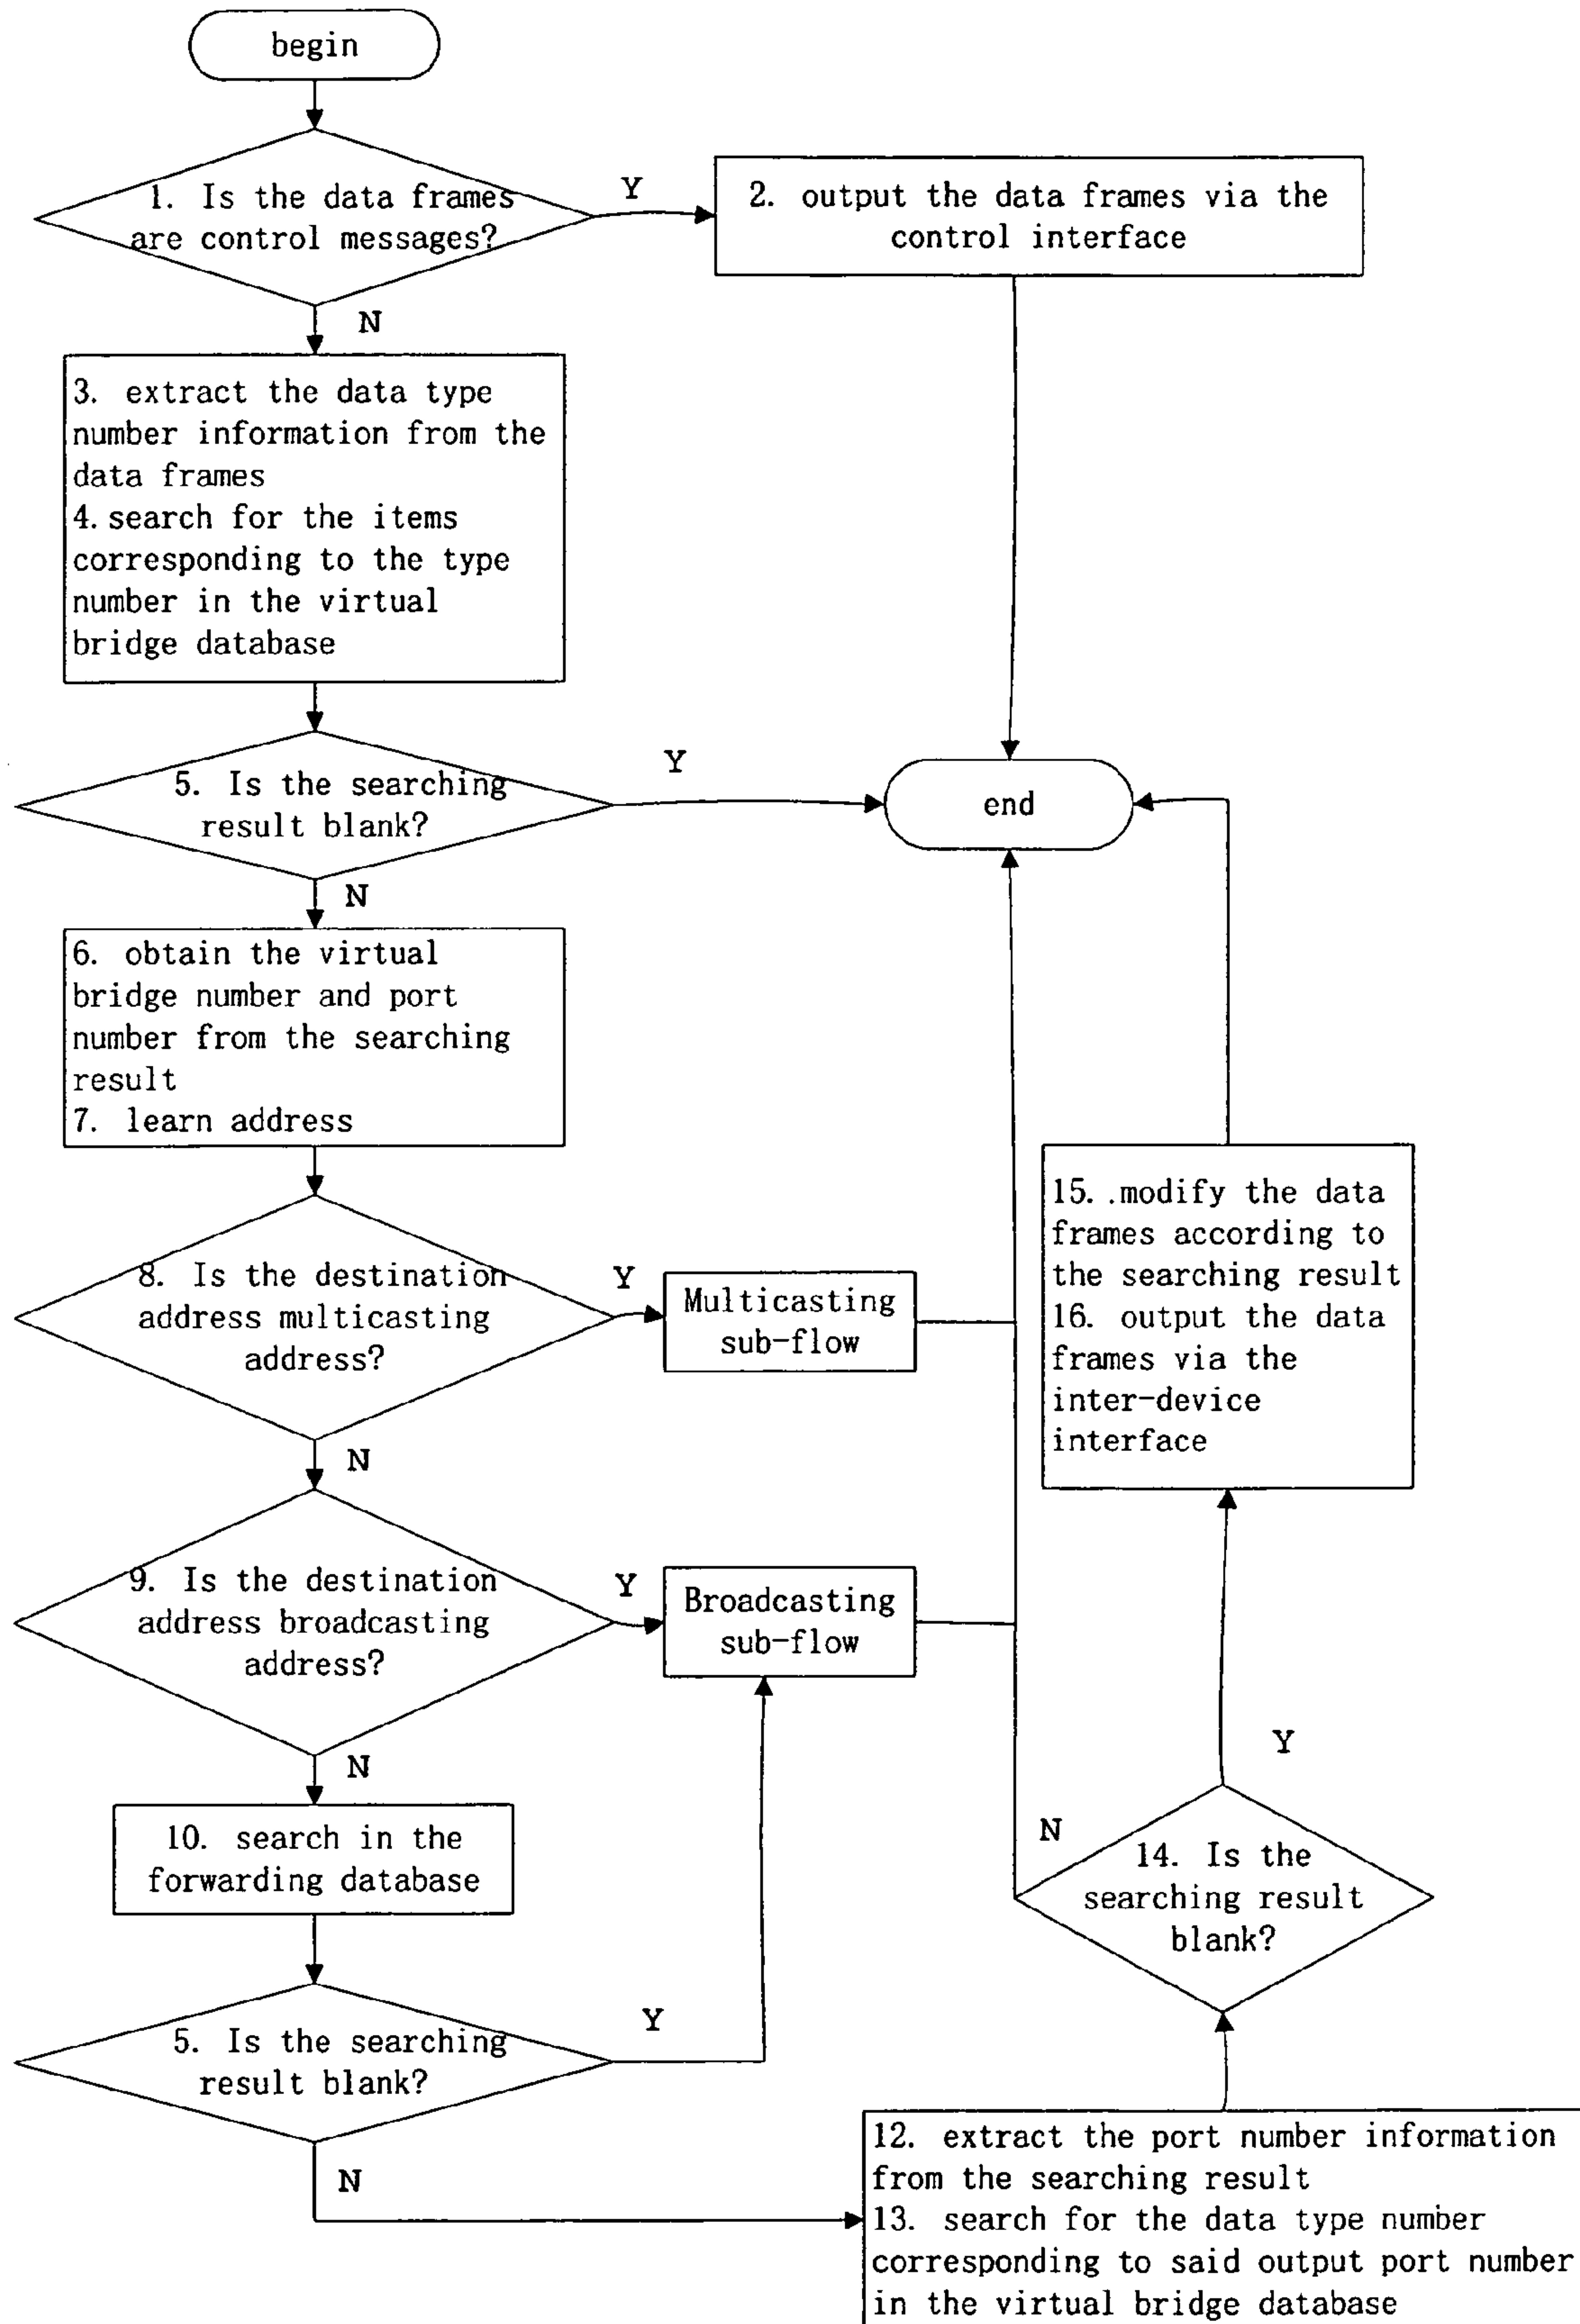 begin
1. Is the data frames
are control messages?
Y
2. output the data frames via the
control interface
N
3. extract the data type
number information from the
data frames
4. search for the items
corresponding to the type
number in the virtual
bridge database
5. Is the searching
result blank?
Y
end
N
6. obtain the virtual
bridge number and port
number from the searching
result
7. learn address
8. Is the destination
address multicasting
address?
Y
Multicasting
sub-flow
N
9. Is the destination
address broadcasting
address?
Y
Broadcasting
sub-flow
N
10. search in the
forwarding database
5. Is the searching
result blank?
Y
N
12. extract the port number information
from the searching result
13. search for the data type number
corresponding to said output port number
in the virtual bridge database
14. Is the
searching result
blank?
N
Y
15. .modify the data
frames according to
the searching result
16. output the data
frames via the
inter-device
interface